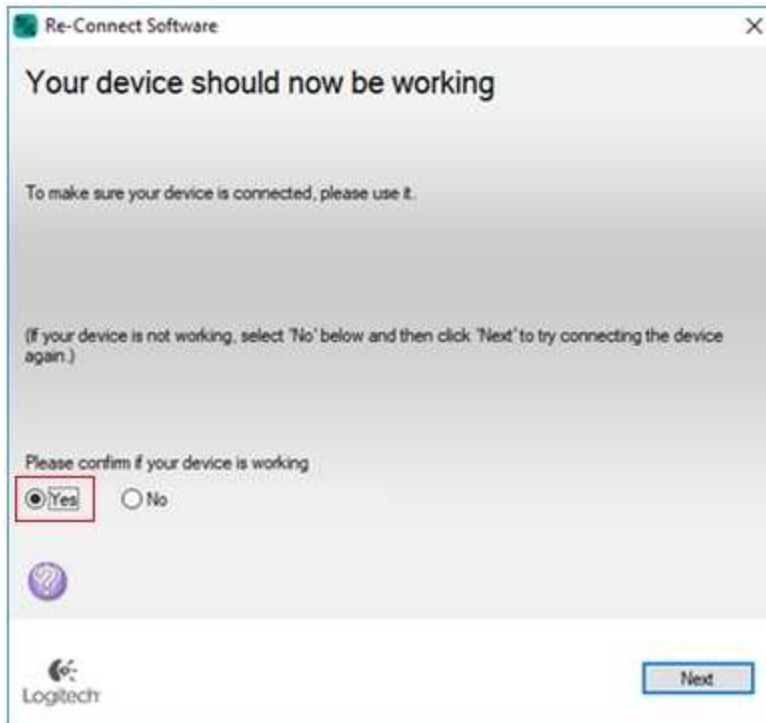 Re-Connect Software
Your device should now be working
To make sure your device is connected, please use it.
(If your device is not working, select 'No' below and then click 'Next' to try connecting the device
again.)
Please confirm if your device is working
Yes No
?
Logitech
Next